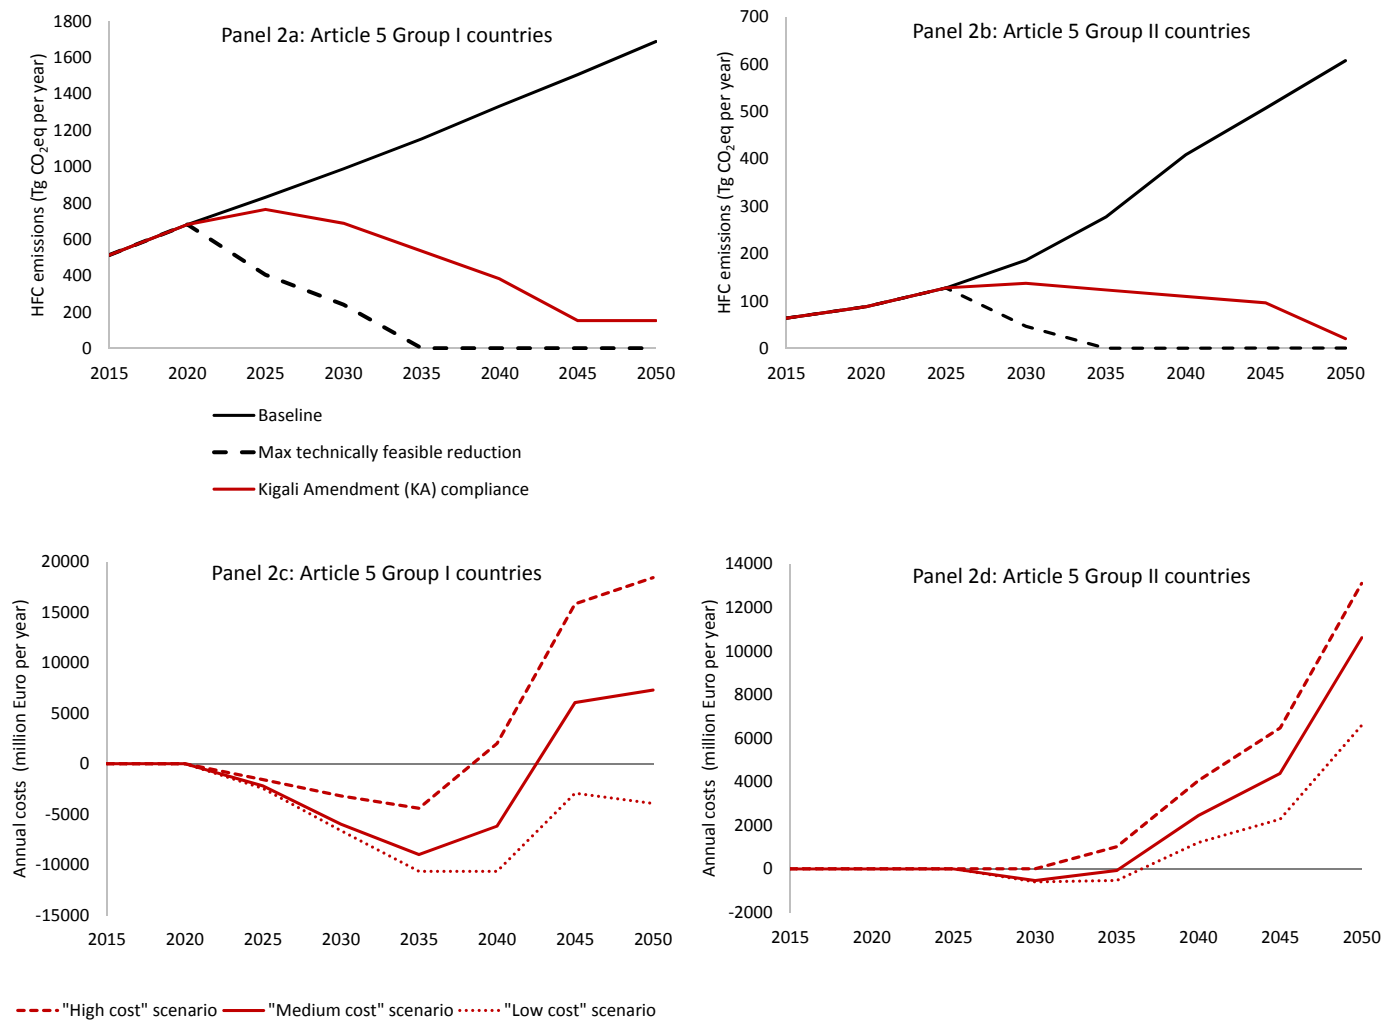 Panel 2a: Article 5 Group I countries
HFC emissions (Tg CO2eq per year)
1800
1600
1400
1200
1000
800
600
400
200
0
2015 2020 2025 2030 2035 2040 2045 2050
Panel 2b: Article 5 Group II countries
HFC emissions (Tg CO2eq per year)
700
600
500
400
300
200
100
0
2015 2020 2025 2030 2035 2040 2045 2050
Baseline
Max technically feasible reduction
Kigali Amendment (KA) compliance
Panel 2c: Article 5 Group I countries
Annual costs (million Euro per year)
20000
15000
10000
5000
0
-5000
-10000
-15000
2015 2020 2025 2030 2035 2040 2045 2050
Panel 2d: Article 5 Group II countries
Annual costs (million Euro per year)
14000
12000
10000
8000
6000
4000
2000
0
-2000
2015 2020 2025 2030 2035 2040 2045 2050
"High cost" scenario "Medium cost" scenario "Low cost" scenario